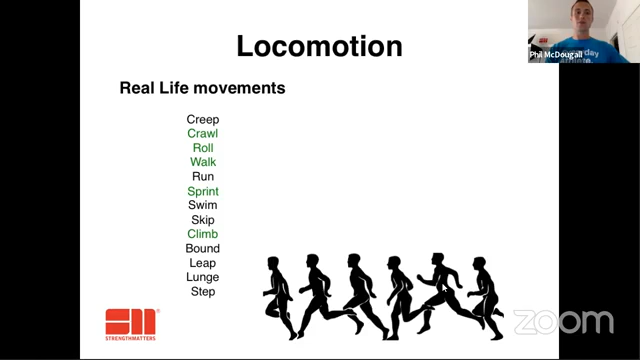 Locomotion
Phil McDougall
Real Life movements
Creep
Crawl
Roll
Walk
Run
Sprint
Swim
Skip
Climb
Bound
Leap
Lunge
Step
STRENGTHMATTERS
zoom